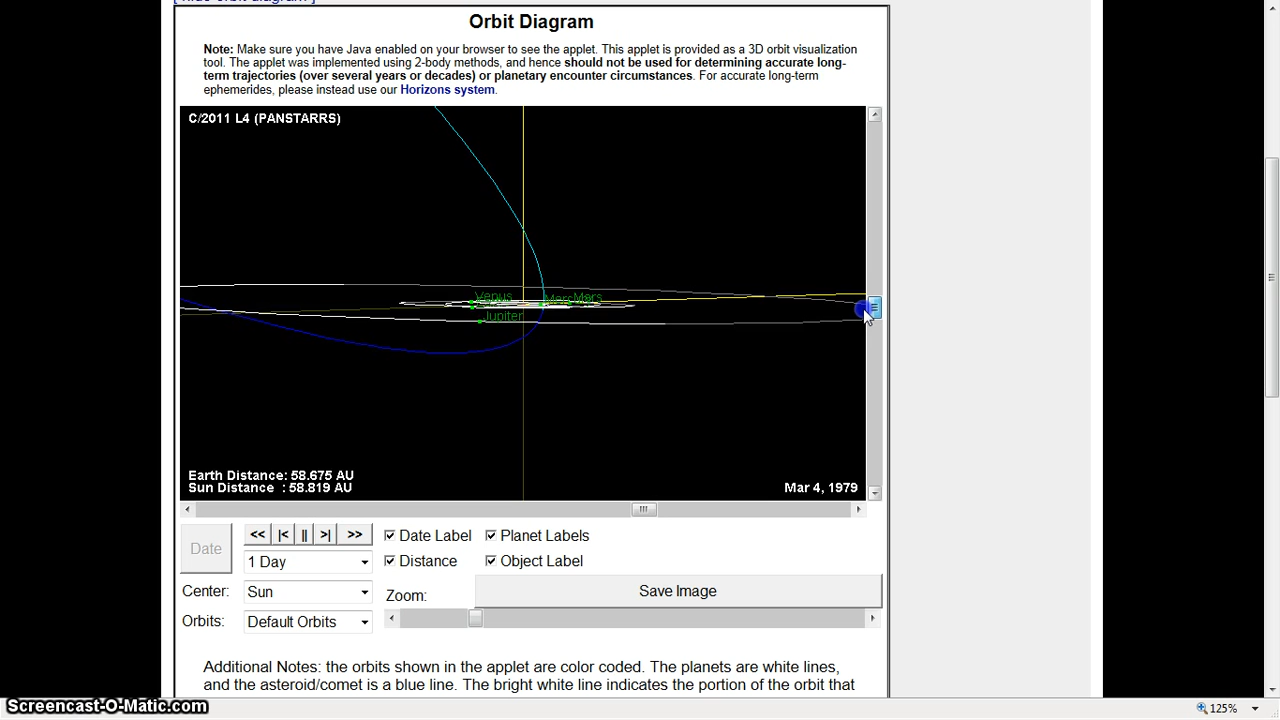 [ hide orbit diagram ]
Orbit Diagram
Note: Make sure you have Java enabled on your browser to see the applet. This applet is provided as a 3D orbit visualization
tool. The applet was implemented using 2-body methods, and hence should not be used for determining accurate long-
term trajectories (over several years or decades) or planetary encounter circumstances. For accurate long-term
ephemerides, please instead use our Horizons system.
C/2011 L4 (PANSTARRS)
Venus
Mars
Jupiter
Earth Distance: 58.675 AU
Sun Distance : 58.819 AU
Mar 4, 1979
Date
<<
|<
||
>|
>>
Date Label
Planet Labels
1 Day
Distance
Object Label
Center:
Sun
Zoom:
Save Image
Orbits:
Default Orbits
Additional Notes: the orbits shown in the applet are color coded. The planets are white lines,
and the asteroid/comet is a blue line. The bright white line indicates the portion of the orbit that
Screencast-O-Matic.com
125%